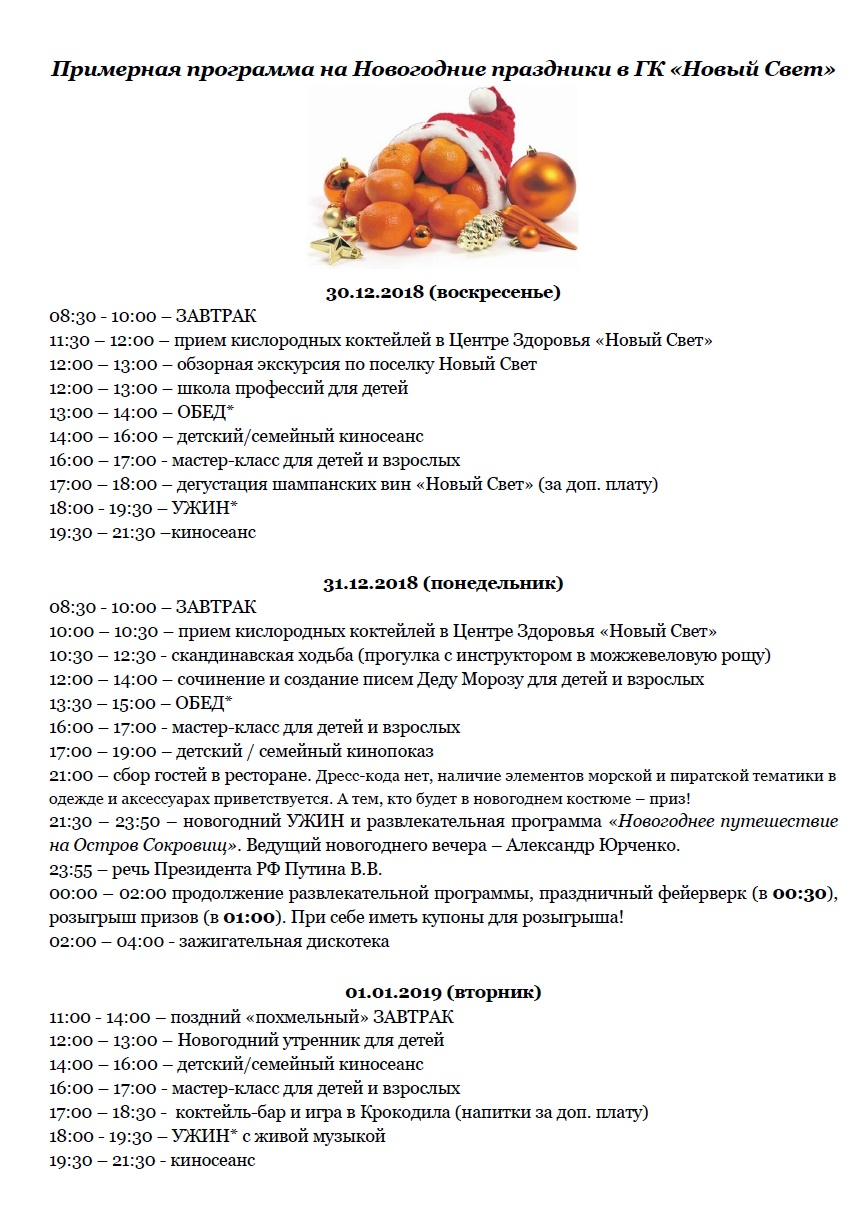 Примерная программа на Новогодние праздники в ГК «Новый Свет»
30.12.2018 (воскресенье)
08:30 - 10:00 – ЗАВТРАК
11:30 – 12:00 – прием кислородных коктейлей в Центре Здоровья «Новый Свет»
12:00 – 13:00 – обзорная экскурсия по поселку Новый Свет
12:00 – 13:00 – школа профессий для детей
13:00 – 14:00 – ОБЕД*
14:00 – 16:00 – детский/семейный киносеанс
16:00 – 17:00 - мастер-класс для детей и взрослых
17:00 – 18:00 – дегустация шампанских вин «Новый Свет» (за доп. плату)
18:00 - 19:30 – УЖИН*
19:30 – 21:30 –киносеанс
31.12.2018 (понедельник)
08:30 - 10:00 – ЗАВТРАК
10:00 – 10:30 – прием кислородных коктейлей в Центре Здоровья «Новый Свет»
10:30 – 12:30 - скандинавская ходьба (прогулка с инструктором в можжевеловую рощу)
12:00 – 14:00 – сочинение и создание писем Деду Морозу для детей и взрослых
13:30 – 15:00 – ОБЕД*
16:00 – 17:00 - мастер-класс для детей и взрослых
17:00 – 19:00 – детский / семейный кинопоказ
21:00 – сбор гостей в ресторане. Дресс-кода нет, наличие элементов морской и пиратской тематики в
одежде и аксессуарах приветствуется. А тем, кто будет в новогоднем костюме – приз!
21:30 – 23:50 – новогодний УЖИН и развлекательная программа «Новогоднее путешествие
на Остров Сокровищ». Ведущий новогоднего вечера – Александр Юрченко.
23:55 – речь Президента РФ Путина В.В.
00:00 – 02:00 продолжение развлекательной программы, праздничный фейерверк (в 00:30),
розыгрыш призов (в 01:00). При себе иметь купоны для розыгрыша!
02:00 – 04:00 - зажигательная дискотека
01.01.2019 (вторник)
11:00 - 14:00 – поздний «похмельный» ЗАВТРАК
12:00 – 13:00 – Новогодний утренник для детей
14:00 – 16:00 – детский/семейный киносеанс
16:00 – 17:00 - мастер-класс для детей и взрослых
17:00 – 18:30 - коктейль-бар и игра в Крокодила (напитки за доп. плату)
18:00 - 19:30 – УЖИН* с живой музыкой
19:30 – 21:30 - киносеанс